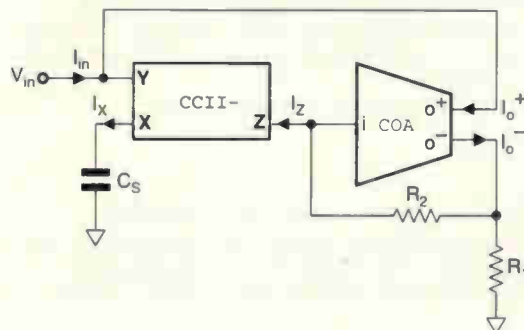 V_in
I_in
Y
CCII-
I_X
X
Z
I_Z
i
COA
o+
o-
I_o+
I_o-
C_S
R_2